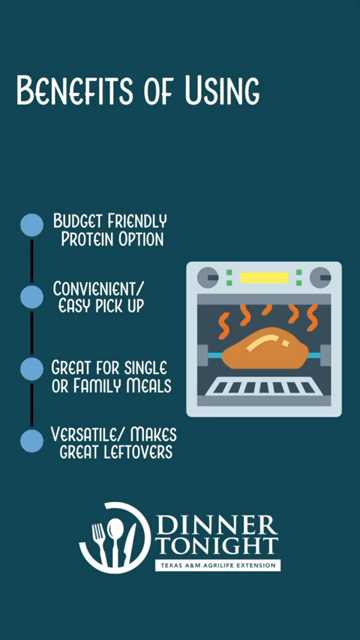 Benefits of Using
Budget Friendly
Protein Option
Convienient/
Easy pick up
Great for single
or Family Meals
Versatile/ Makes
great leftovers
DINNER
TONIGHT
TEXAS A&M AGRILIFE EXTENSION